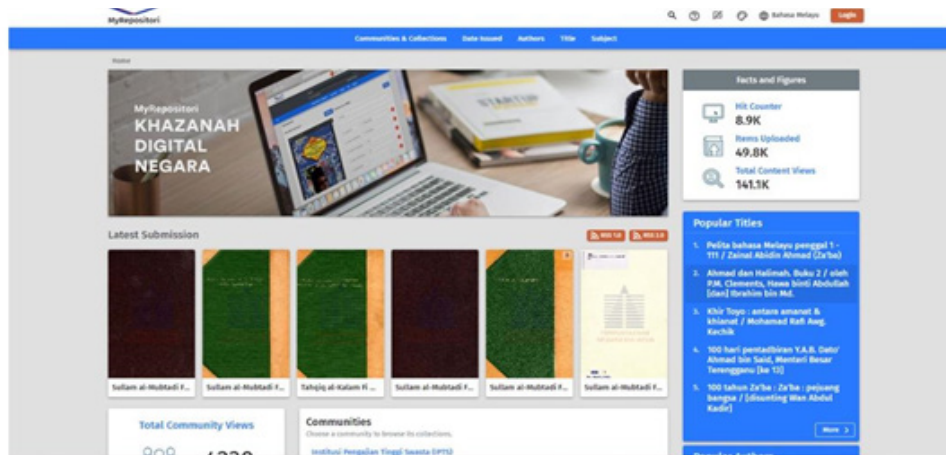 MyRepositori
Bahasa Melayu
Login
Communities & Collections
Date Issued
Authors
Title
Subject
Home
MyRepositori
KHAZANAH
DIGITAL
NEGARA
Facts and Figures
Hit Counter
8.9K
Items Uploaded
49.8K
Total Content Views
141.1K
Latest Submission
RSS 1.0
RSS 2.0
Sullam al-Mubtadi F...
Sullam al-Mubtadi F...
Tahqiq al-Kalam Fi ...
Sullam al-Mubtadi F...
Sullam al-Mubtadi F...
Sullam al-Mubtadi F...
Popular Titles
1. Pelita bahasa Melayu penggal 1 -
111 / Zainal Abidin Ahmad (Za'ba)
2. Ahmad dan Halimah. Buku 2 / oleh
P.M. Clements, Hawa binti Abdullah
[dan] Ibrahim bin Md.
3. Khir Toyo : antara amanat &
khianat / Mohamad Rafi Awg.
Kechik
4. 100 hari pentadbiran Y.A.B. Dato'
Ahmad bin Said, Menteri Besar
Terengganu [ke 13]
5. 100 tahun Za'ba : Za'ba : pejuang
bangsa / [disunting Wan Abdul
Kadir]
More
Total Community Views
4230
Communities
Choose a community to browse its collections.
Institusi Pengajian Tinggi Swasta (IPTS)
Popular Authors